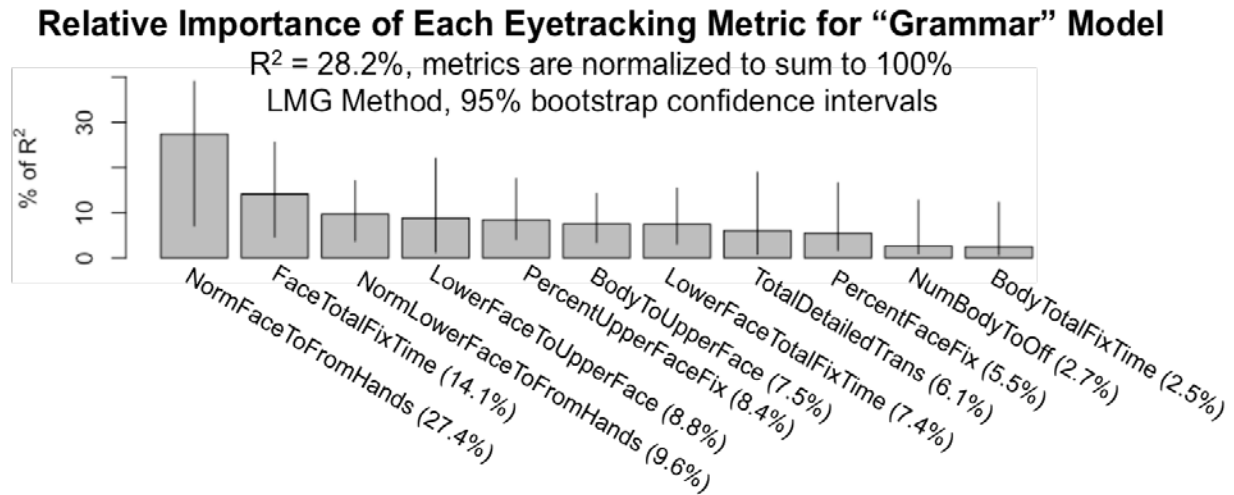 Relative Importance of Each Eyetracking Metric for “Grammar” Model
R² = 28.2%, metrics are normalized to sum to 100%
LMG Method, 95% bootstrap confidence intervals
% of R²
30
10
0
NormFaceToFromHands (27.4%)
FaceTotalFixTime (14.1%)
NormLowerFaceToFromHands (9.6%)
LowerFaceToUpperFace (8.8%)
PercentUpperFaceFix (8.4%)
BodyToUpperFace (7.5%)
LowerFaceTotalFixTime (7.4%)
TotalDetailedTrans (6.1%)
PercentFaceFix (5.5%)
NumBodyToOff (2.7%)
BodyTotalFixTime (2.5%)